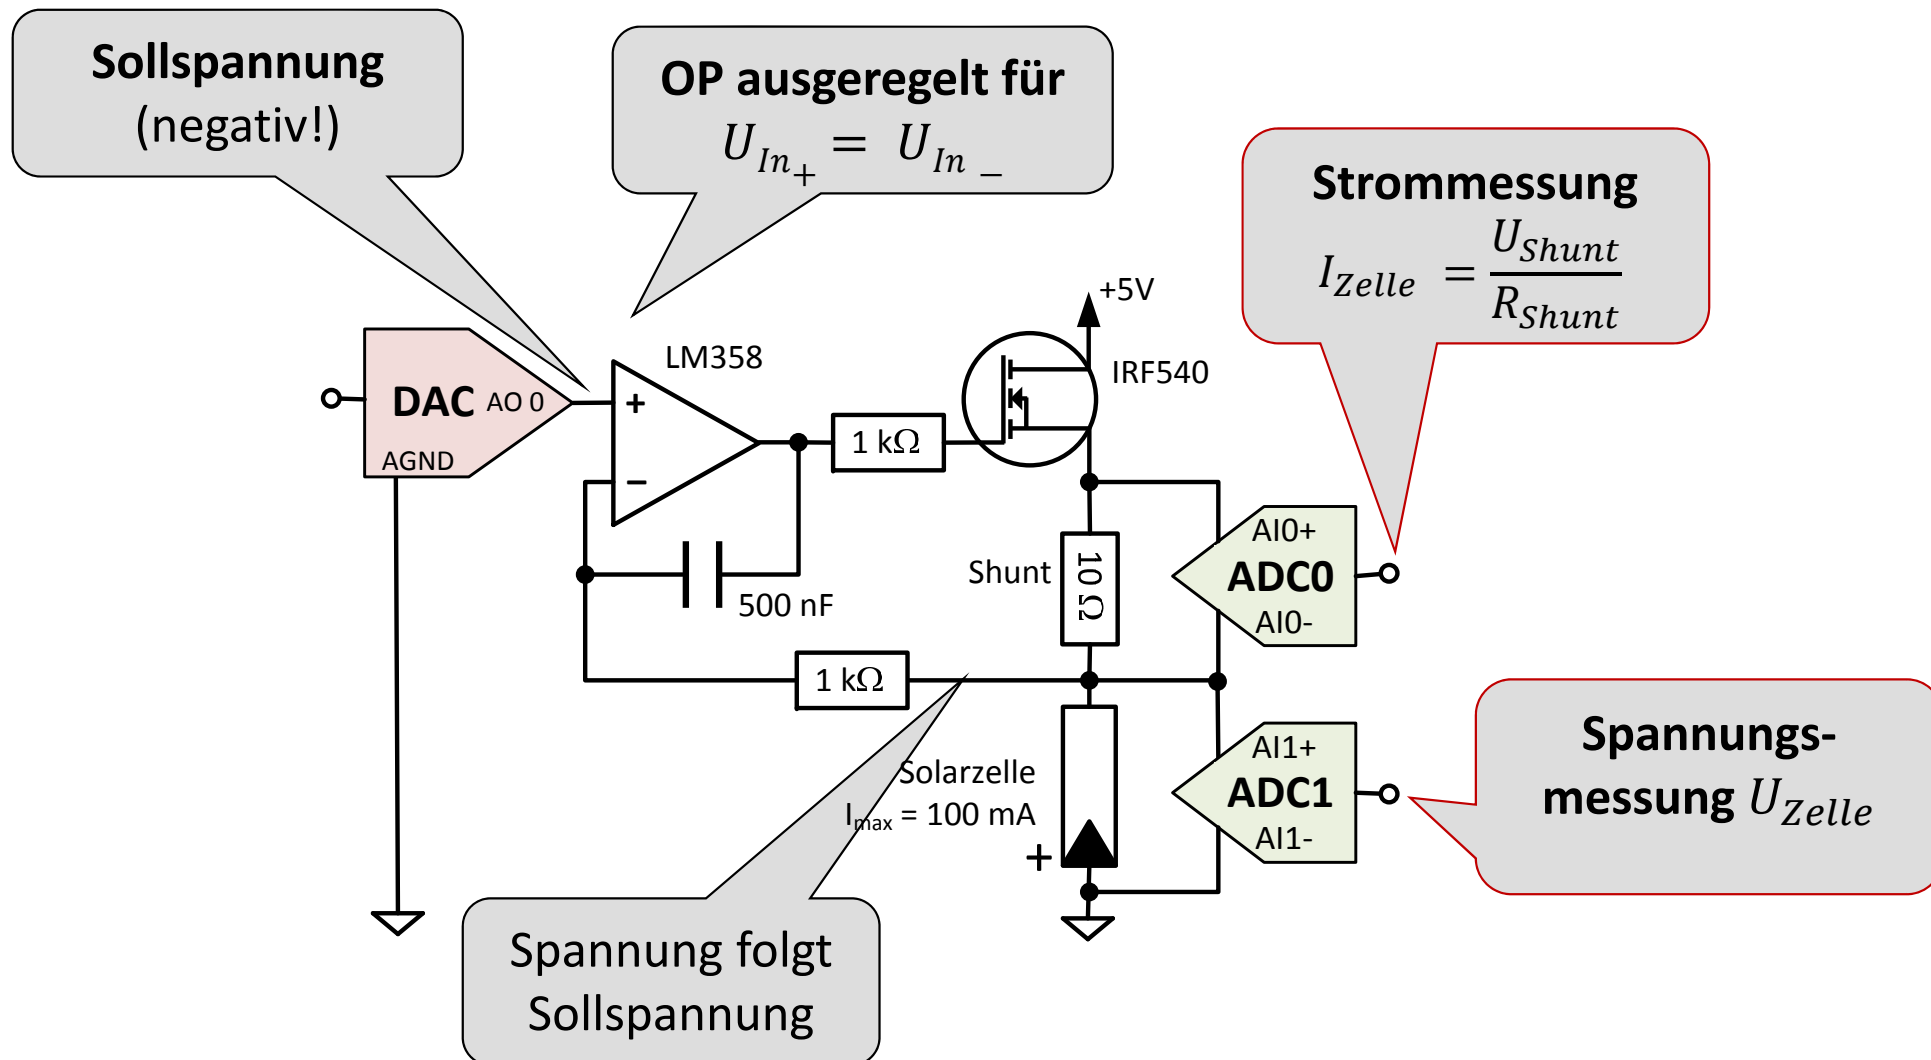 Sollspannung
(negativ!)
OP ausgeregelt für
U_In+ = U_In −
Strommessung
I_Zelle = U_Shunt / R_Shunt
+5V
LM358
IRF540
DAC AO 0
AGND
+
−
1 kΩ
500 nF
Shunt
10 Ω
AI0+
ADC0
AI0-
1 kΩ
Solarzelle
I_max = 100 mA
+
AI1+
ADC1
AI1-
Spannungs-
messung U_Zelle
Spannung folgt
Sollspannung